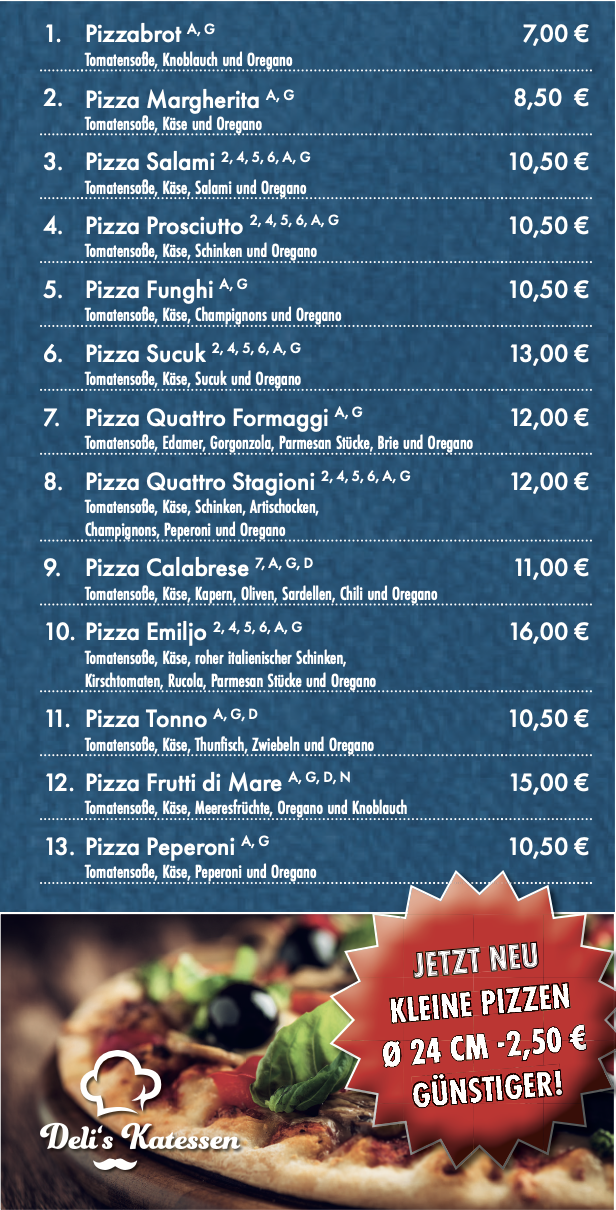 1. Pizzabrot A, G 7,00 €
Tomatensoße, Knoblauch und Oregano
2. Pizza Margherita A, G 8,50 €
Tomatensoße, Käse und Oregano
3. Pizza Salami 2, 4, 5, 6, A, G 10,50 €
Tomatensoße, Käse, Salami und Oregano
4. Pizza Prosciutto 2, 4, 5, 6, A, G 10,50 €
Tomatensoße, Käse, Schinken und Oregano
5. Pizza Funghi A, G 10,50 €
Tomatensoße, Käse, Champignons und Oregano
6. Pizza Sucuk 2, 4, 5, 6, A, G 13,00 €
Tomatensoße, Käse, Sucuk und Oregano
7. Pizza Quattro Formaggi A, G 12,00 €
Tomatensoße, Edamer, Gorgonzola, Parmesan Stücke, Brie und Oregano
8. Pizza Quattro Stagioni 2, 4, 5, 6, A, G 12,00 €
Tomatensoße, Käse, Schinken, Artischocken,
Champignons, Peperoni und Oregano
9. Pizza Calabrese 7, A, G, D 11,00 €
Tomatensoße, Käse, Kapern, Oliven, Sardellen, Chili und Oregano
10. Pizza Emiljo 2, 4, 5, 6, A, G 16,00 €
Tomatensoße, Käse, roher italienischer Schinken,
Kirschtomaten, Rucola, Parmesan Stücke und Oregano
11. Pizza Tonno A, G, D 10,50 €
Tomatensoße, Käse, Thunfisch, Zwiebeln und Oregano
12. Pizza Frutti di Mare A, G, D, N 15,00 €
Tomatensoße, Käse, Meeresfrüchte, Oregano und Knoblauch
13. Pizza Peperoni A, G 10,50 €
Tomatensoße, Käse, Peperoni und Oregano
JETZT NEU
KLEINE PIZZEN
Ø 24 CM -2,50 €
GÜNSTIGER!
Deli's Katessen